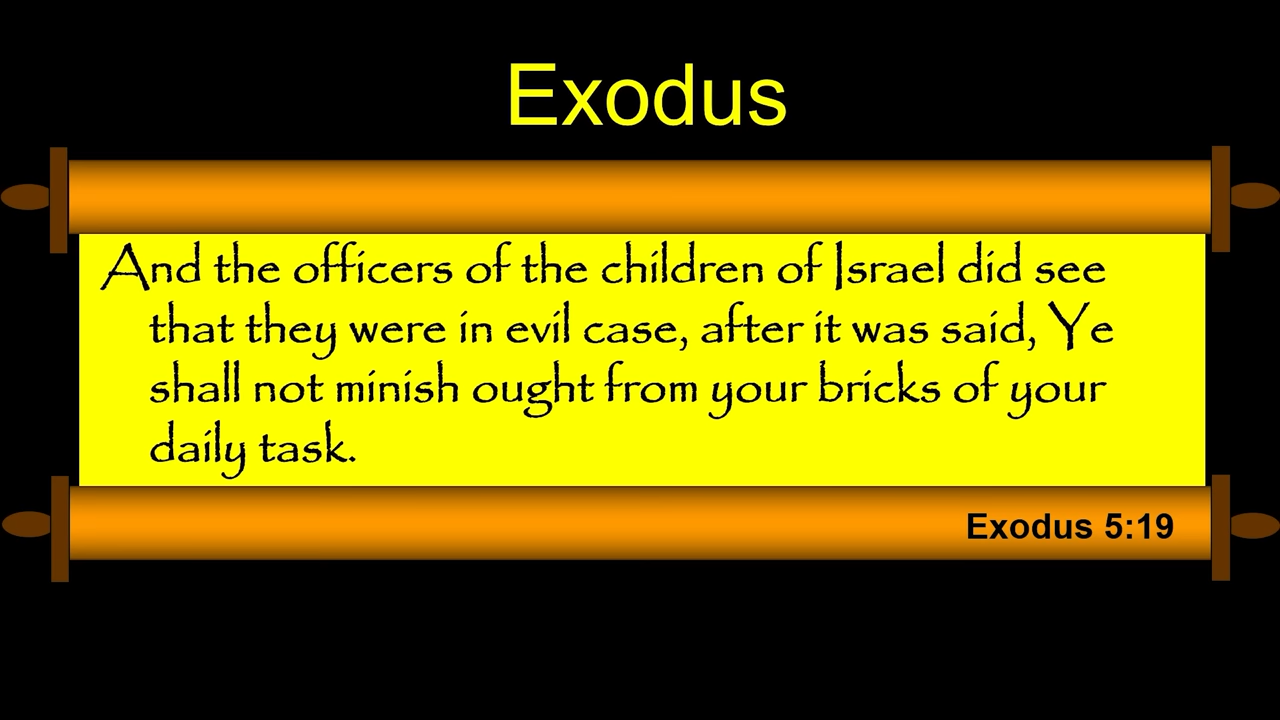 Exodus
And the officers of the children of Israel did see
that they were in evil case, after it was said, Ye
shall not minish ought from your bricks of your
daily task.
Exodus 5:19